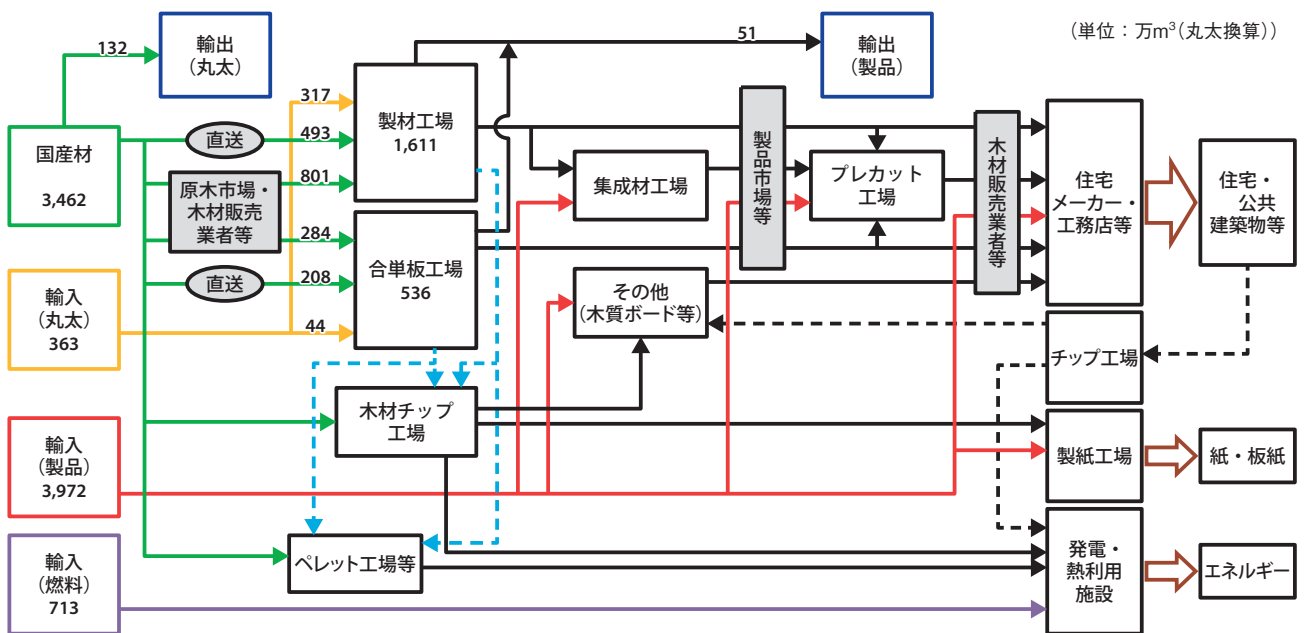 （単位：万m³（丸太換算））
132
輸出
（丸太）
51
輸出
（製品）
国産材
3,462
直送
原木市場・
木材販売
業者等
直送
317
493
801
284
208
44
製材工場
1,611
合単板工場
536
集成材工場
製品市場等
プレカット
工場
木材販売業者等
住宅
メーカー・
工務店等
住宅・
公共
建築物等
その他
（木質ボード等）
輸入
（丸太）
363
チップ工場
木材チップ
工場
輸入
（製品）
3,972
製紙工場
紙・板紙
輸入
（燃料）
713
ペレット工場等
発電・
熱利用
施設
エネルギー